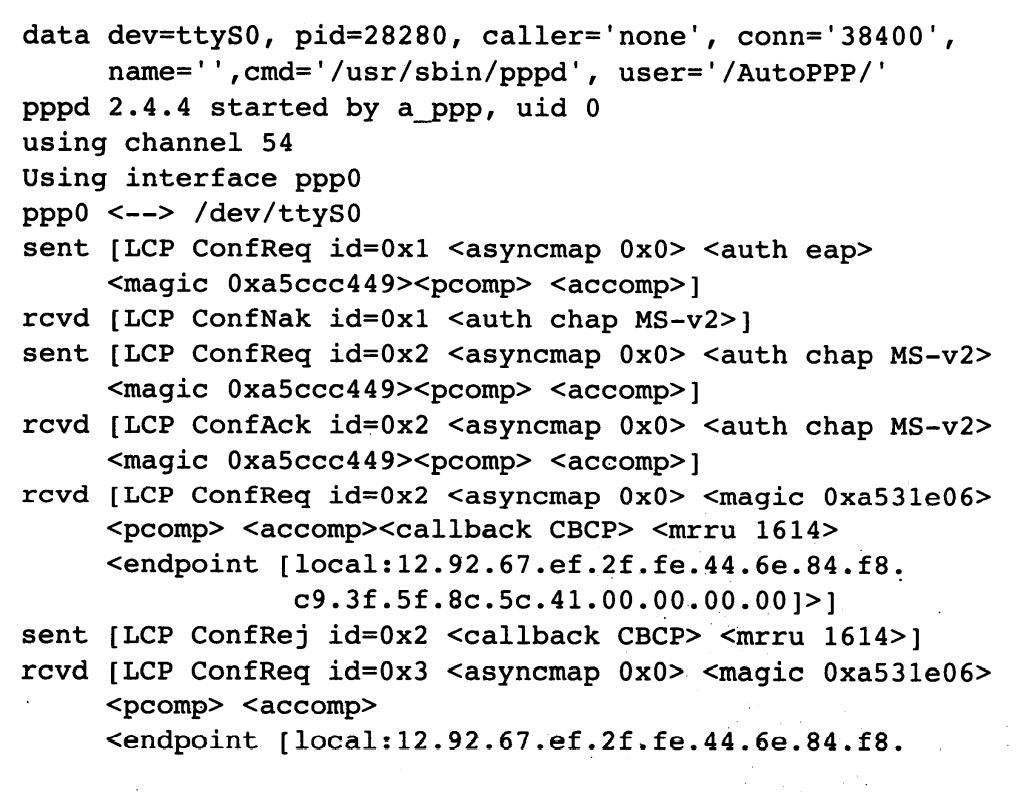 data dev=ttyS0, pid=28280, caller='none', conn='38400',
name='',cmd='/usr/sbin/pppd', user='/AutoPPP/'
pppd 2.4.4 started by a_ppp, uid 0
using channel 54
Using interface ppp0
ppp0 <--> /dev/ttyS0
sent [LCP ConfReq id=0x1 <asyncmap 0x0> <auth eap>
<magic 0xa5ccc449><pcomp> <accomp>]
rcvd [LCP ConfNak id=0x1 <auth chap MS-v2>]
sent [LCP ConfReq id=0x2 <asyncmap 0x0> <auth chap MS-v2>
<magic 0xa5ccc449><pcomp> <accomp>]
rcvd [LCP ConfAck id=0x2 <asyncmap 0x0> <auth chap MS-v2>
<magic 0xa5ccc449><pcomp> <accomp>]
rcvd [LCP ConfReq id=0x2 <asyncmap 0x0> <magic 0xa531e06>
<pcomp> <accomp><callback CBCP> <mrru 1614>
<endpoint [local:12.92.67.ef.2f.fe.44.6e.84.f8.
c9.3f.5f.8c.5c.41.00.00.00.00]>]
sent [LCP ConfRej id=0x2 <callback CBCP> <mrru 1614>]
rcvd [LCP ConfReq id=0x3 <asyncmap 0x0> <magic 0xa531e06>
<pcomp> <accomp>
<endpoint [local:12.92.67.ef.2f.fe.44.6e.84.f8.